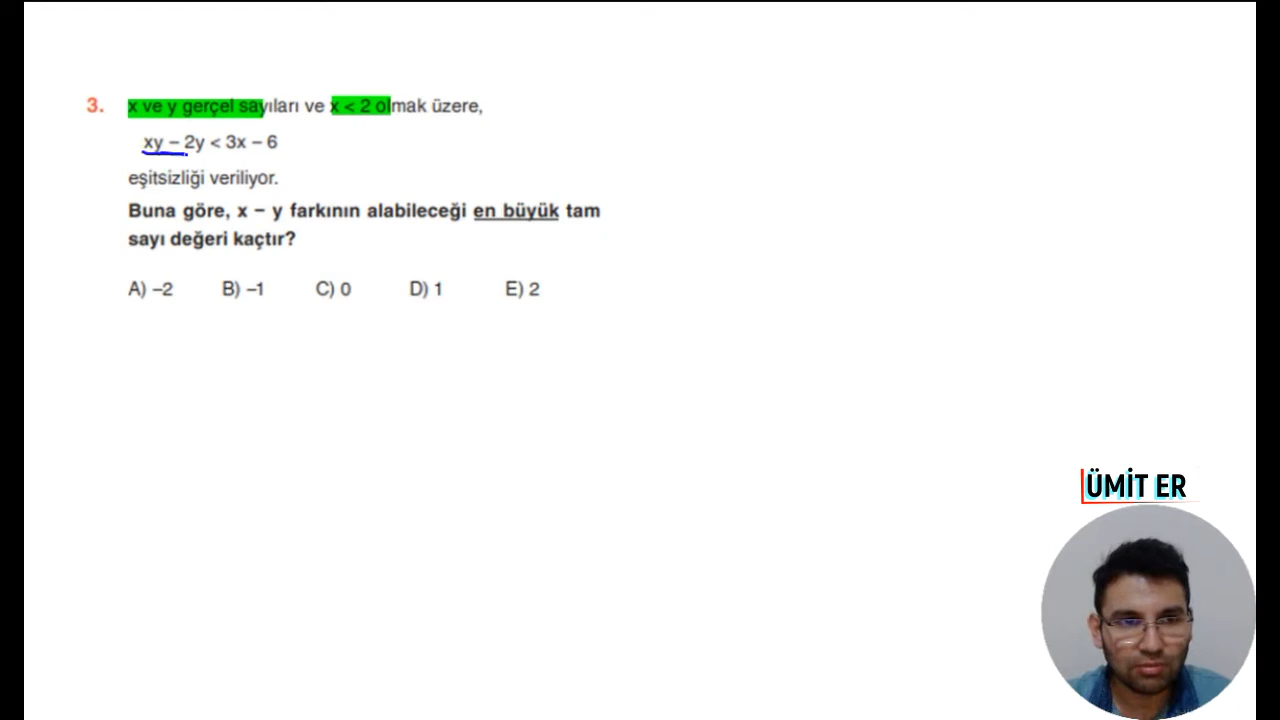 3. x ve y gerçel sayıları ve x < 2 olmak üzere,
xy – 2y < 3x – 6
eşitsizliği veriliyor.
Buna göre, x – y farkının alabileceği en büyük tam
sayı değeri kaçtır?
A) –2 B) –1 C) 0 D) 1 E) 2
ÜMİT ER